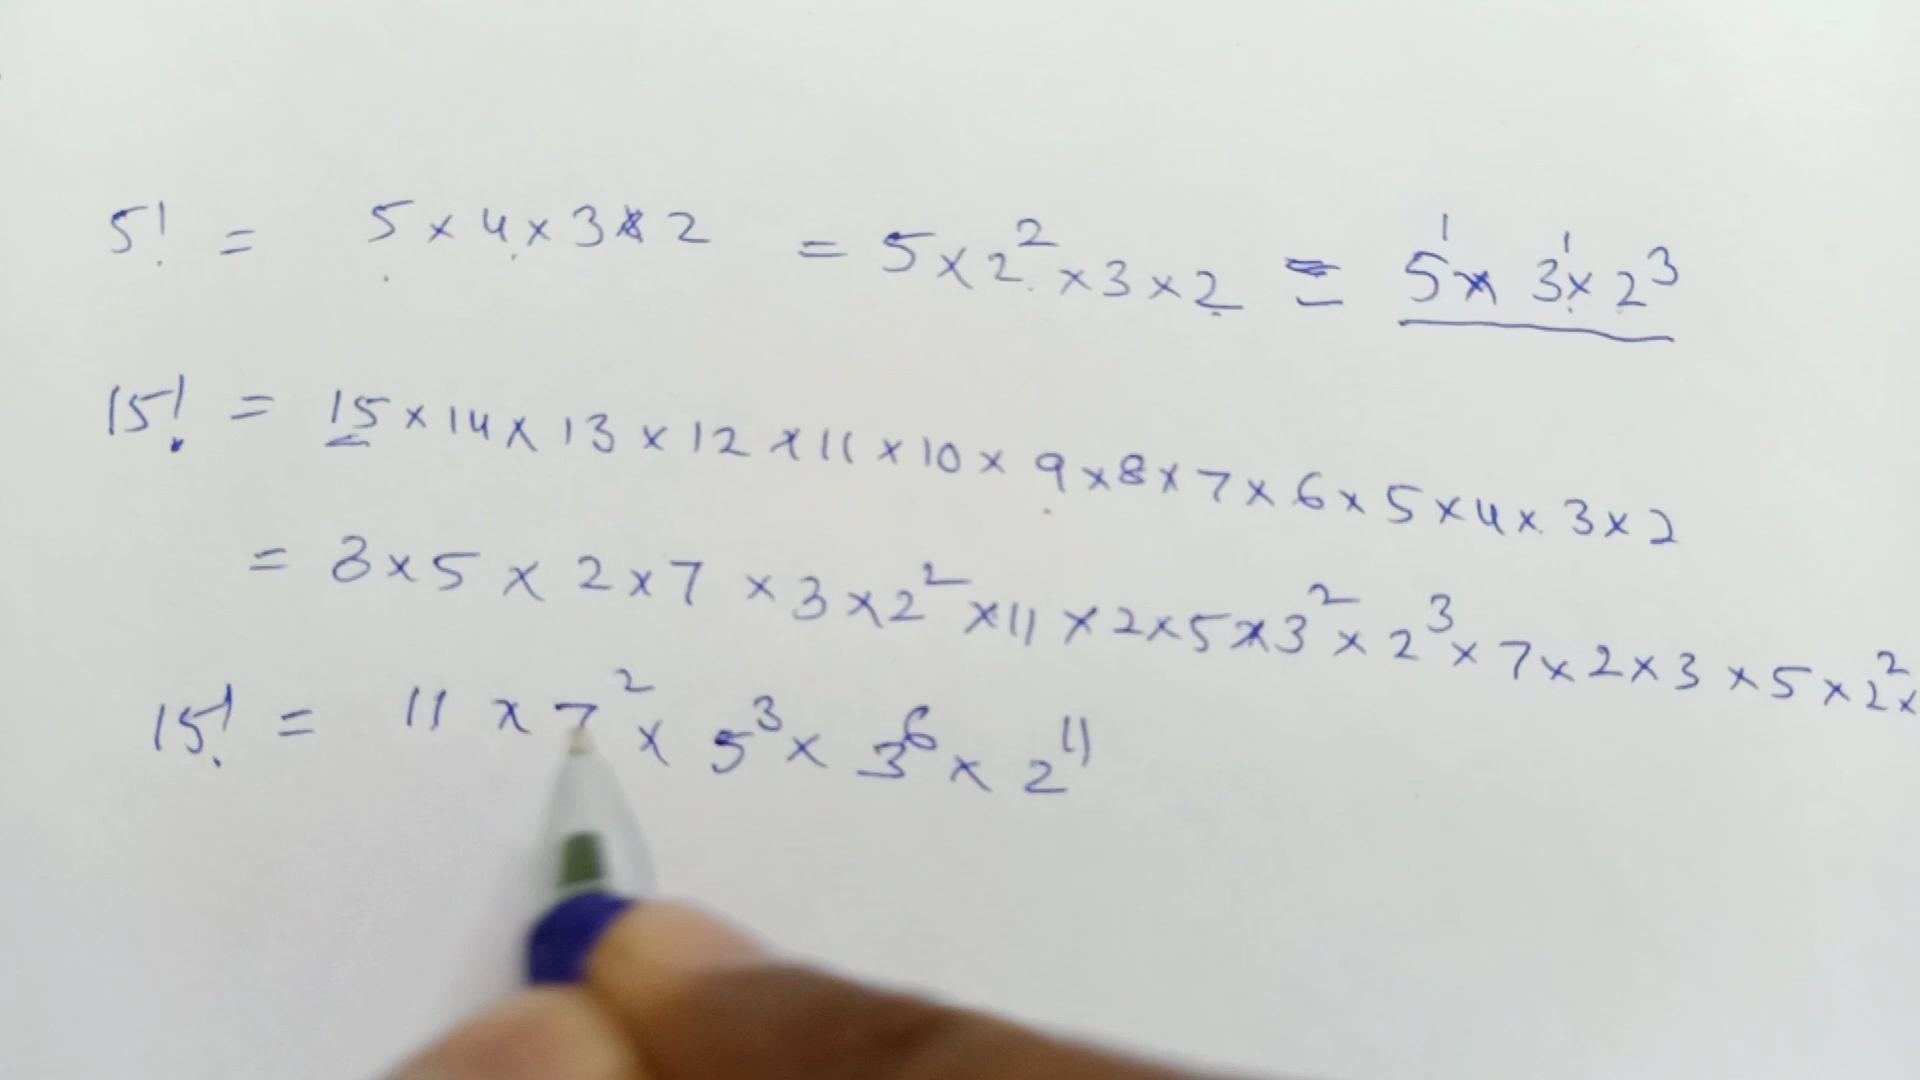 5! = 5 × 4 × 3 × 2 = 5 × 2² × 3 × 2 = 5¹ × 3¹ × 2³
15! = 15 × 14 × 13 × 12 × 11 × 10 × 9 × 8 × 7 × 6 × 5 × 4 × 3 × 2
= 3 × 5 × 2 × 7 × 3 × 2² × 11 × 2 × 5 × 3² × 2³ × 7 × 2 × 3 × 5 × 2² ×
15! = 11 × 7² × 5³ × 3⁶ × 2¹¹